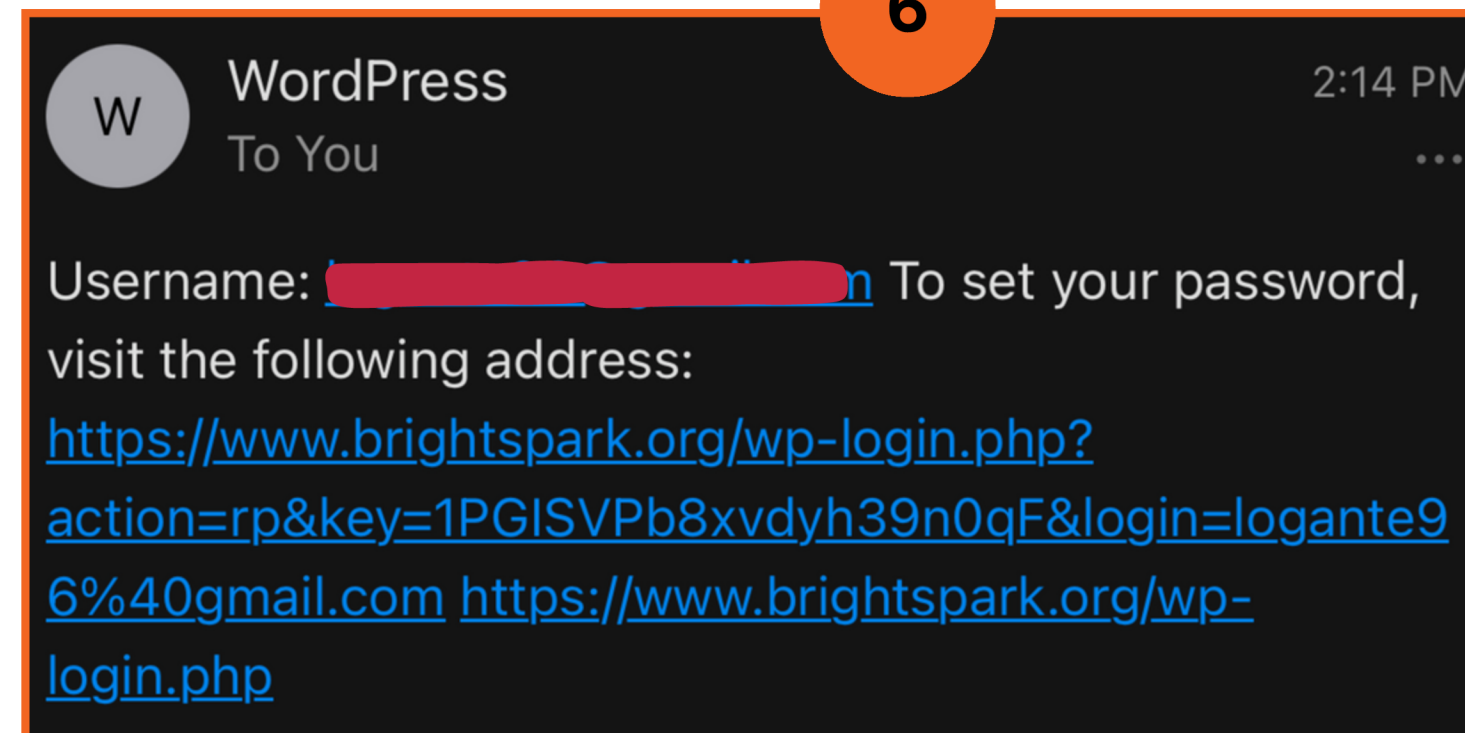 6
WordPress
2:14 PM
W
To You
Username: To set your password,
visit the following address:
https://www.brightspark.org/wp-login.php?
action=rp&key=1PGISVPb8xvdyh39n0qF&login=logante9
6%40gmail.com https://www.brightspark.org/wp-
login.php